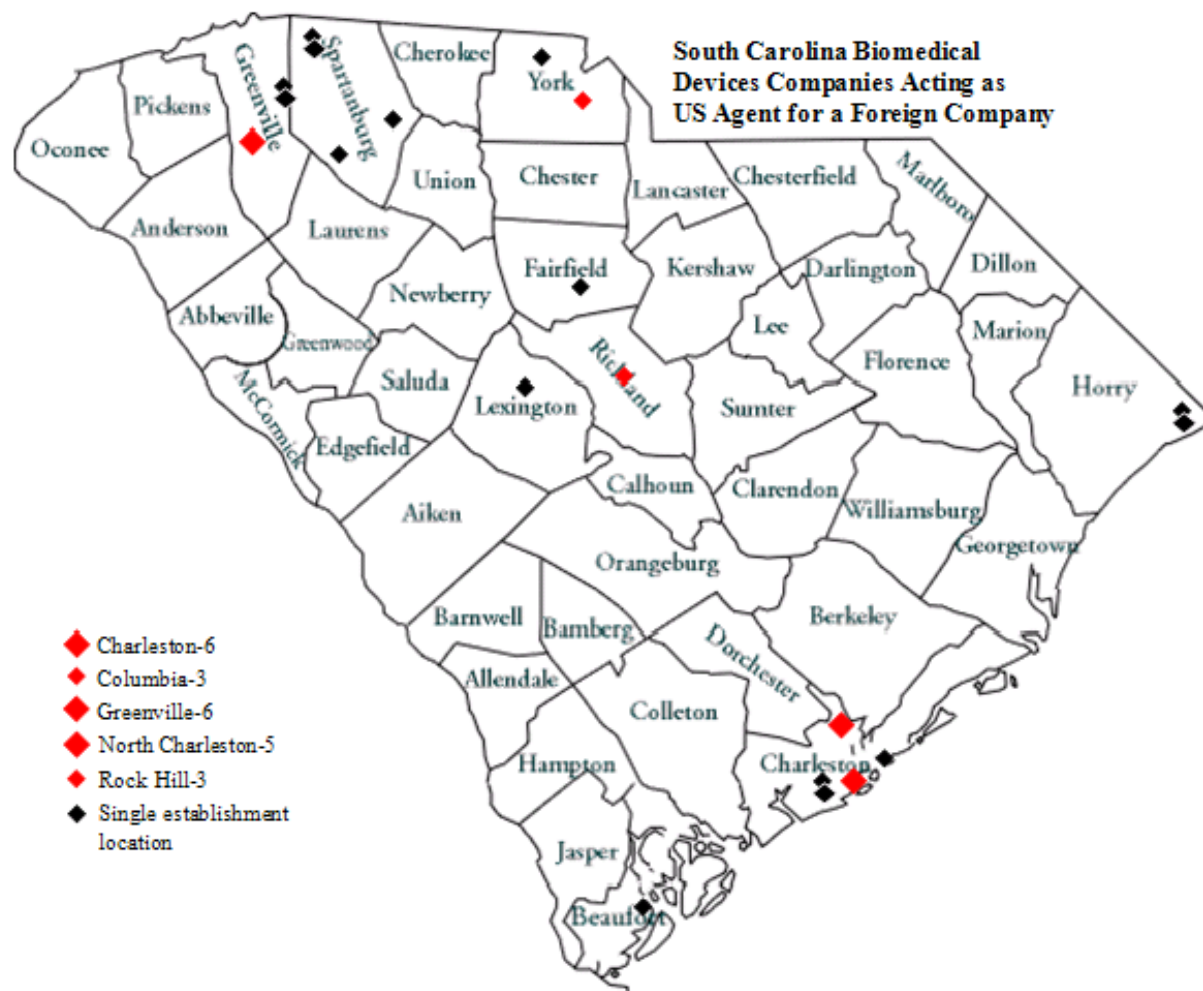 South Carolina Biomedical
Devices Companies Acting as
US Agent for a Foreign Company
Cherokee
York
Spartanburg
Greenville
Pickens
Oconee
Union
Chester
Lancaster
Chesterfield
Marlboro
Anderson
Laurens
Fairfield
Kershaw
Darlington
Dillon
Newberry
Abbeville
Greenwood
Lee
Marion
Florence
Saluda
Richland
Horry
McCormick
Lexington
Sumter
Edgefield
Calhoun
Clarendon
Aiken
Williamsburg
Georgetown
Orangeburg
Barnwell
Bamberg
Berkeley
Dorchester
Allendale
Colleton
Hampton
Charleston
Jasper
Beaufort
Charleston-6
Columbia-3
Greenville-6
North Charleston-5
Rock Hill-3
Single establishment
location